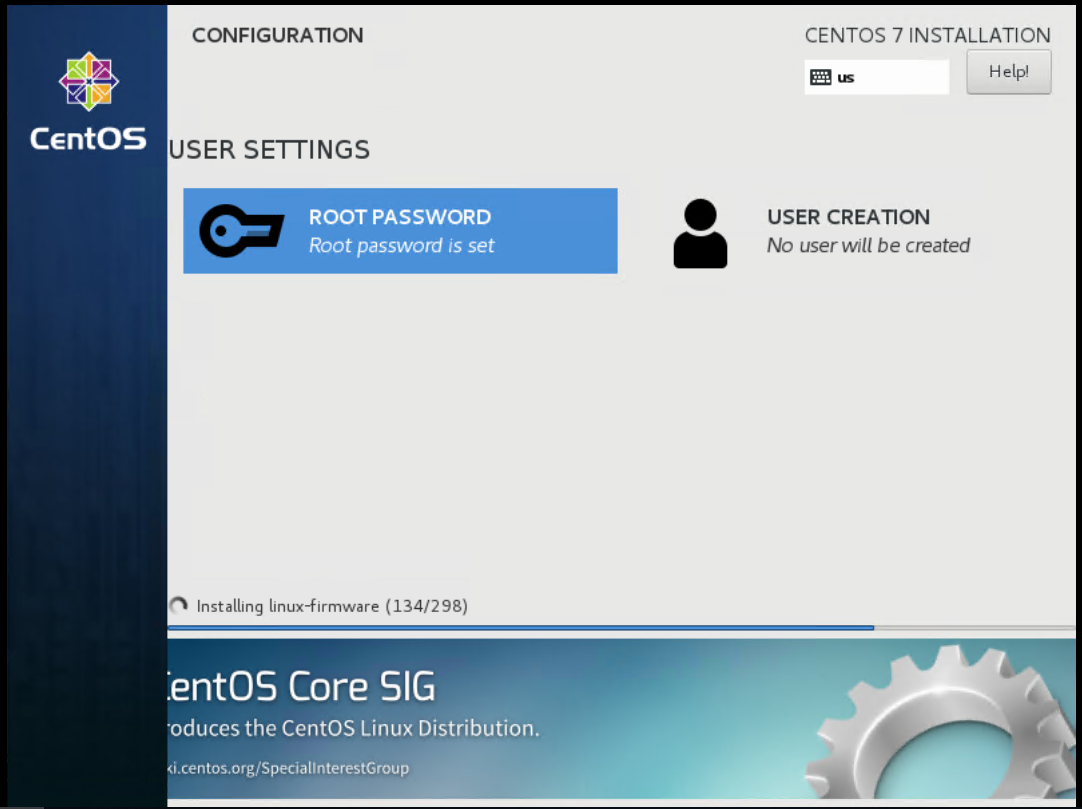 CONFIGURATION
CENTOS 7 INSTALLATION
us
Help!
CentOS
USER SETTINGS
ROOT PASSWORD
Root password is set
USER CREATION
No user will be created
Installing linux-firmware (134/298)
entOS Core SIG
roduces the CentOS Linux Distribution.
ki.centos.org/SpecialInterestGroup